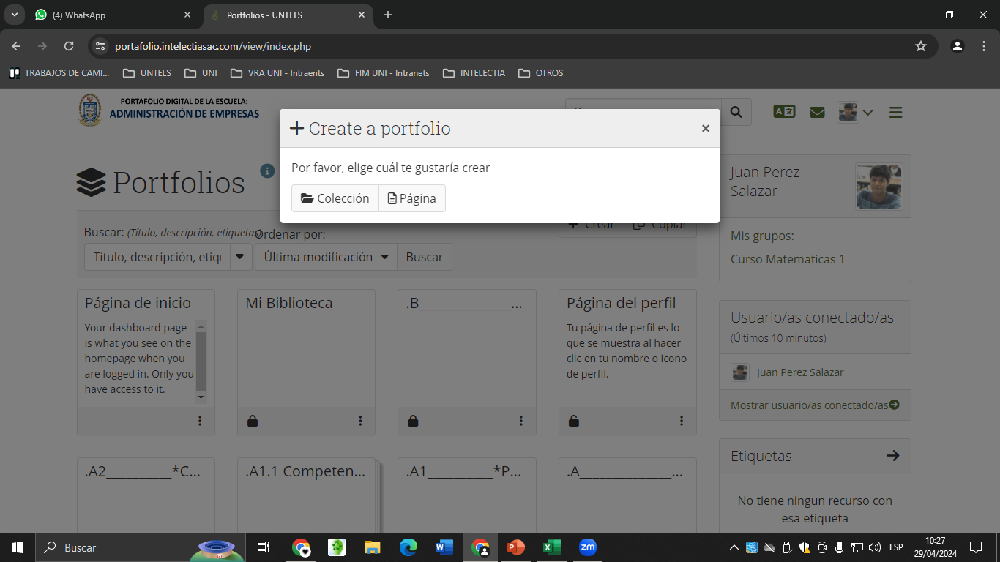 (4) WhatsApp
Portfolios - UNTELS
portafolio.intelectiasac.com/view/index.php
TRABAJOS DE CAMI...
UNTELS
UNI
VRA UNI - Intraents
FIM UNI - Intranets
INTELECTIA
OTROS
PORTAFOLIO DIGITAL DE LA ESCUELA:
ADMINISTRACIÓN DE EMPRESAS
Create a portfolio
Por favor, elige cuál te gustaría crear
Colección
Página
Portfolios
Crear
Copiar
Buscar: (Título, descripción, etiquetas)
Ordenar por:
Título, descripción, etiqu
Última modificación
Buscar
Página de inicio
Your dashboard page
is what you see on the
homepage when you
are logged in. Only you
have access to it.
Mi Biblioteca
.B______________...
Página del perfil
Tu página de perfil es lo
que se muestra al hacer
clic en tu nombre o icono
de perfil.
.A2__________*C...
.A1.1 Competen...
.A1__________*P...
.A______________...
Juan Perez
Salazar
Mis grupos:
Curso Matematicas 1
Usuario/as conectado/as
(Últimos 10 minutos)
Juan Perez Salazar
Mostrar usuario/as conectado/as
Etiquetas
No tiene ningun recurso con
esa etiqueta
Buscar
ESP
10:27
29/04/2024